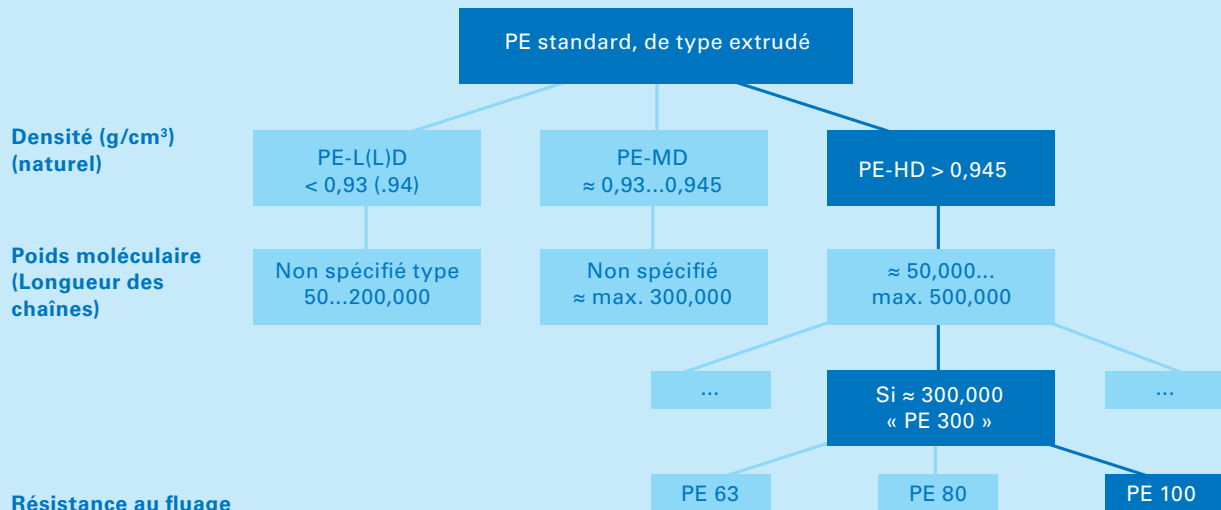 PE standard, de type extrudé
Densité (g/cm³)
(naturel)
PE-L(L)D
< 0,93 (.94)
PE-MD
≈ 0,93...0,945
PE-HD > 0,945
Poids moléculaire
(Longueur des
chaînes)
Non spécifié type
50...200,000
Non spécifié
≈ max. 300,000
≈ 50,000...
max. 500,000
...
Si ≈ 300,000
« PE 300 »
...
Résistance au fluage
PE 63
PE 80
PE 100